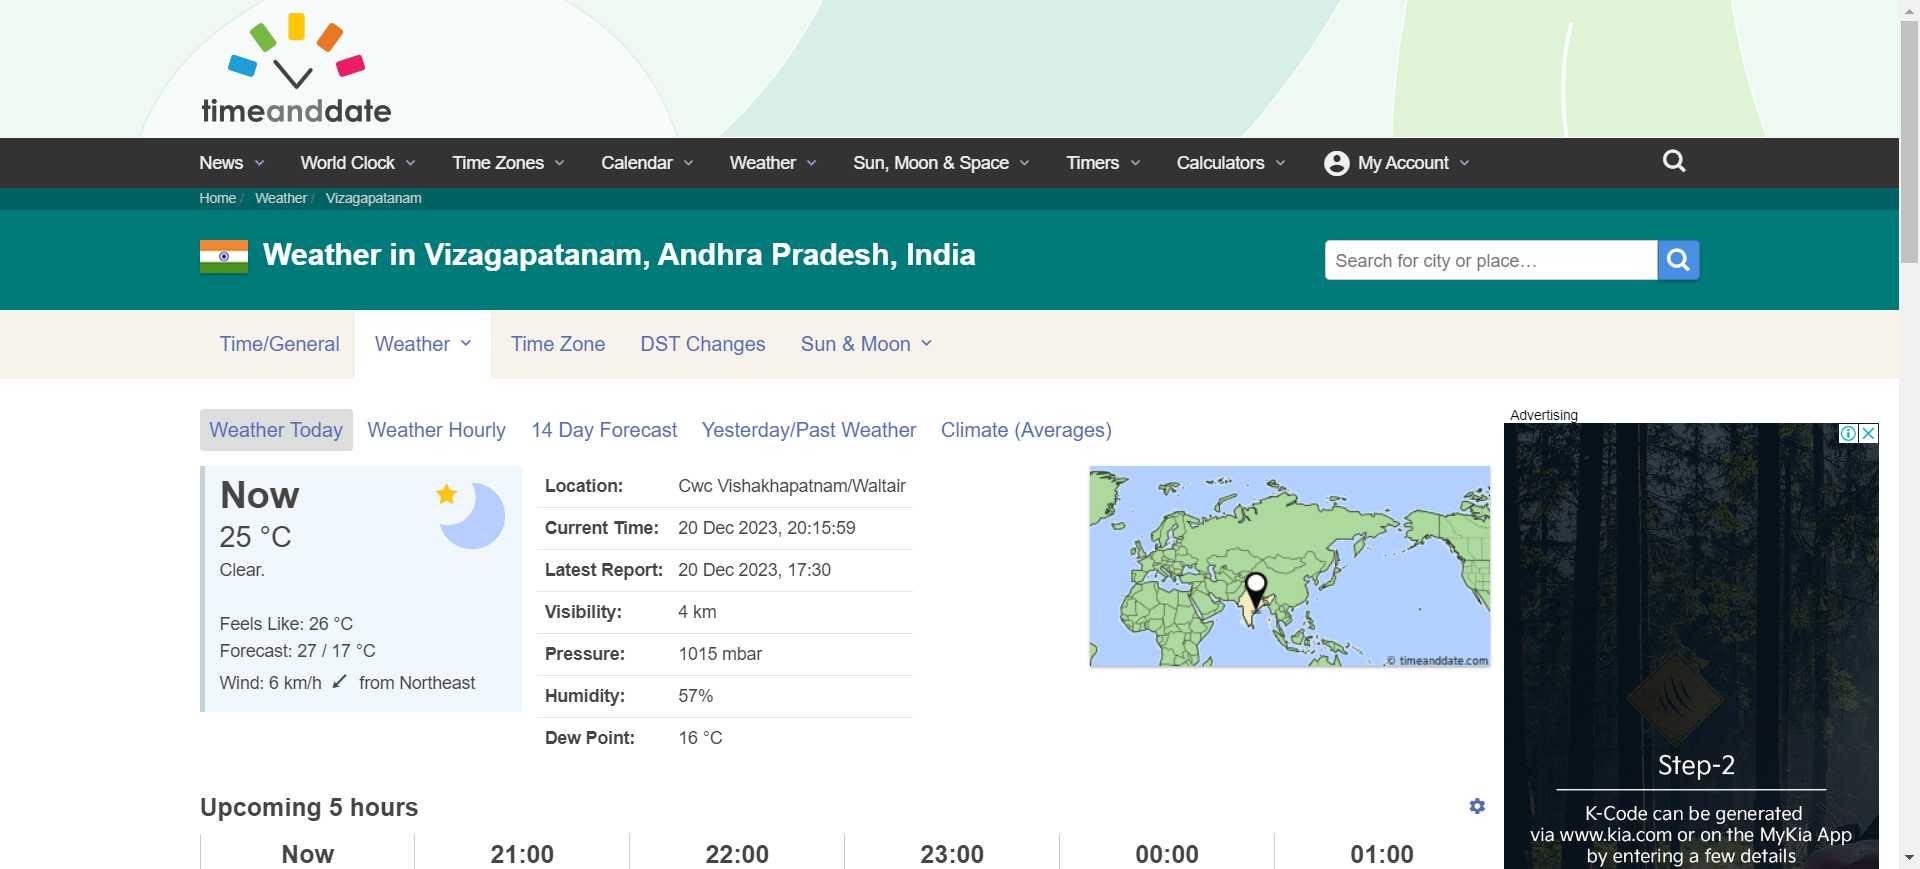 timeanddate
News World Clock Time Zones Calendar Weather Sun, Moon & Space Timers Calculators My Account
Home / Weather / Vizagapatanam
Weather in Vizagapatanam, Andhra Pradesh, India
Search for city or place…
Time/General Weather Time Zone DST Changes Sun & Moon
Advertising
Weather Today Weather Hourly 14 Day Forecast Yesterday/Past Weather Climate (Averages)
Now
25 °C
Clear.
Feels Like: 26 °C
Forecast: 27 / 17 °C
Wind: 6 km/h from Northeast
Location: Cwc Vishakhapatnam/Waltair
Current Time: 20 Dec 2023, 20:15:59
Latest Report: 20 Dec 2023, 17:30
Visibility: 4 km
Pressure: 1015 mbar
Humidity: 57%
Dew Point: 16 °C
© timeanddate.com
Step-2
K-Code can be generated
via www.kia.com or on the MyKia App
by entering a few details
Upcoming 5 hours
Now 21:00 22:00 23:00 00:00 01:00